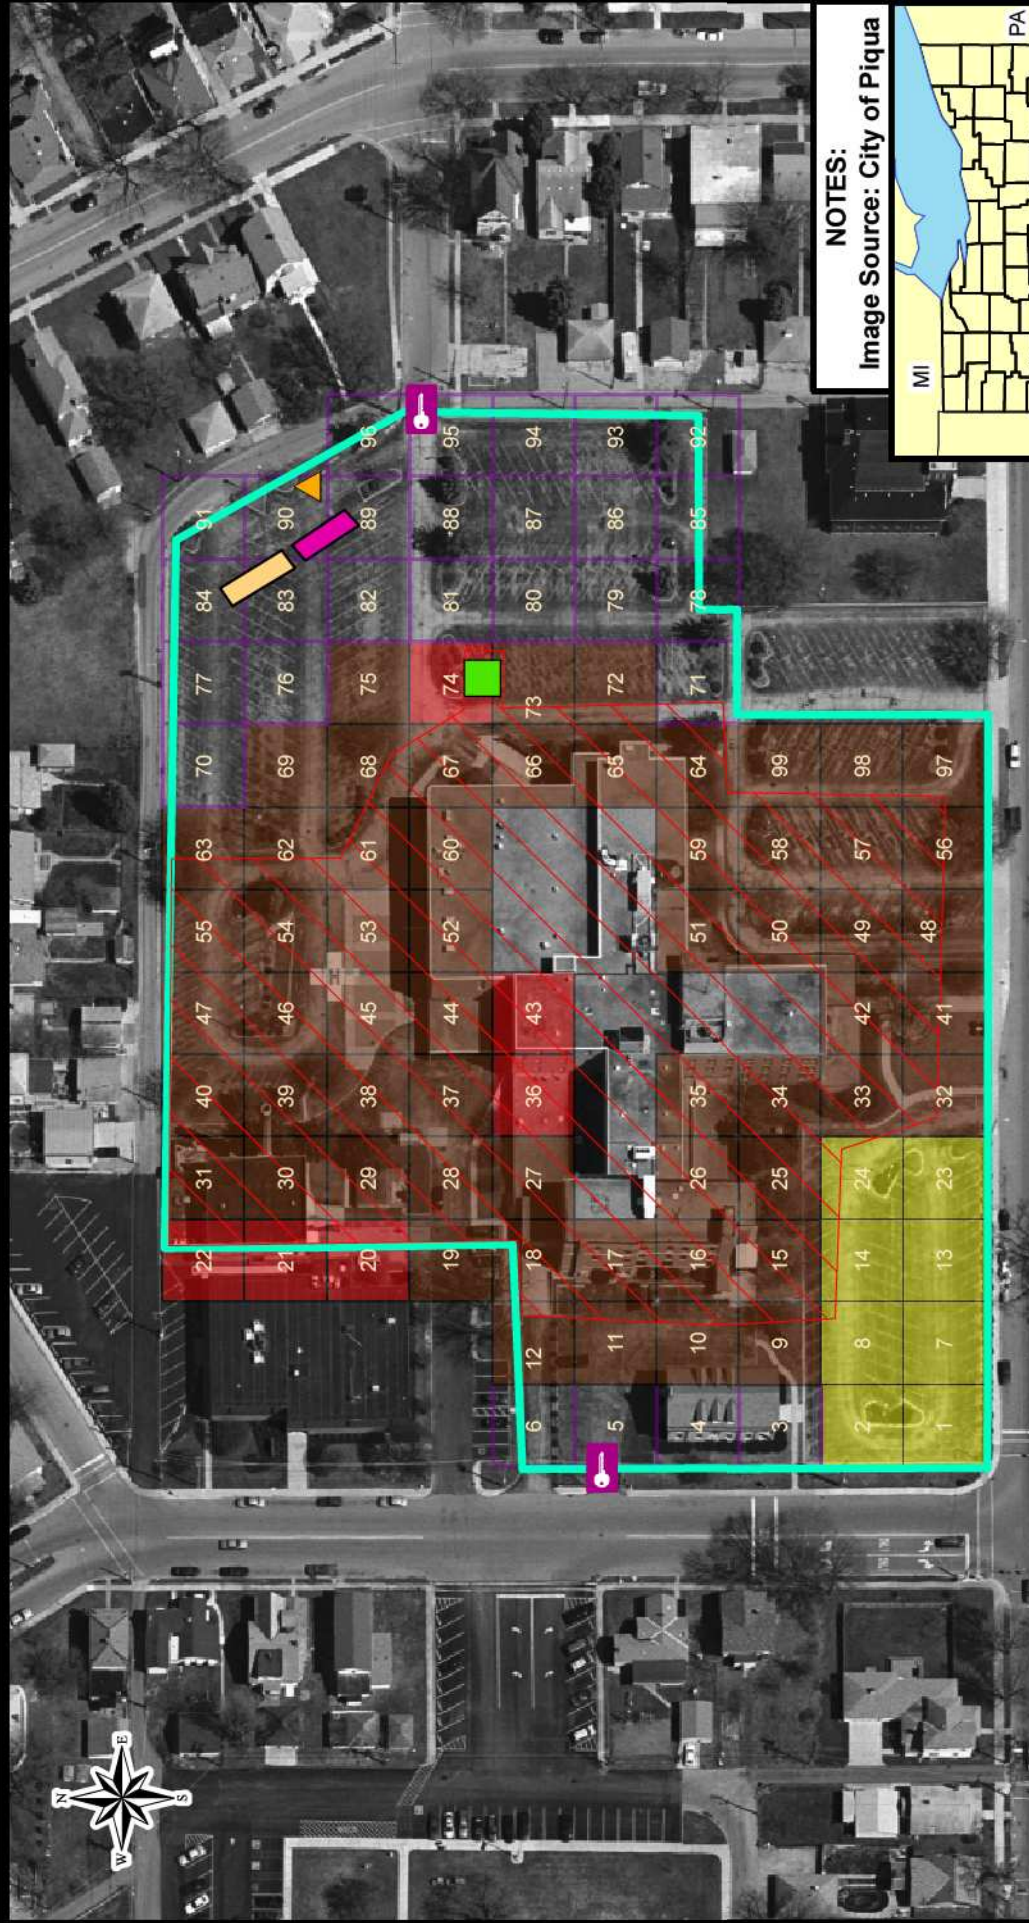 N
W E
S
22 31 40 47 55 63 70 77 84 91
21 30 39 46 54 62 69 76 83 90
H
20 29 38 45 53 61 68 75 82 89 96
19 28 37 44 52 60 67 74 81 88 95
6 12 18 27 36 43 66 73 80 87 94
5 11 17 65 72 79 86 93
4 10 16 26 35 51 59 64 71 78 85 92
3 9 15 25 34 50 58 99
2 8 14 24 33 42 49 57 98
1 7 13 23 32 41 48 56 97
NOTES:
Image Source: City of Piqua
MI
PA